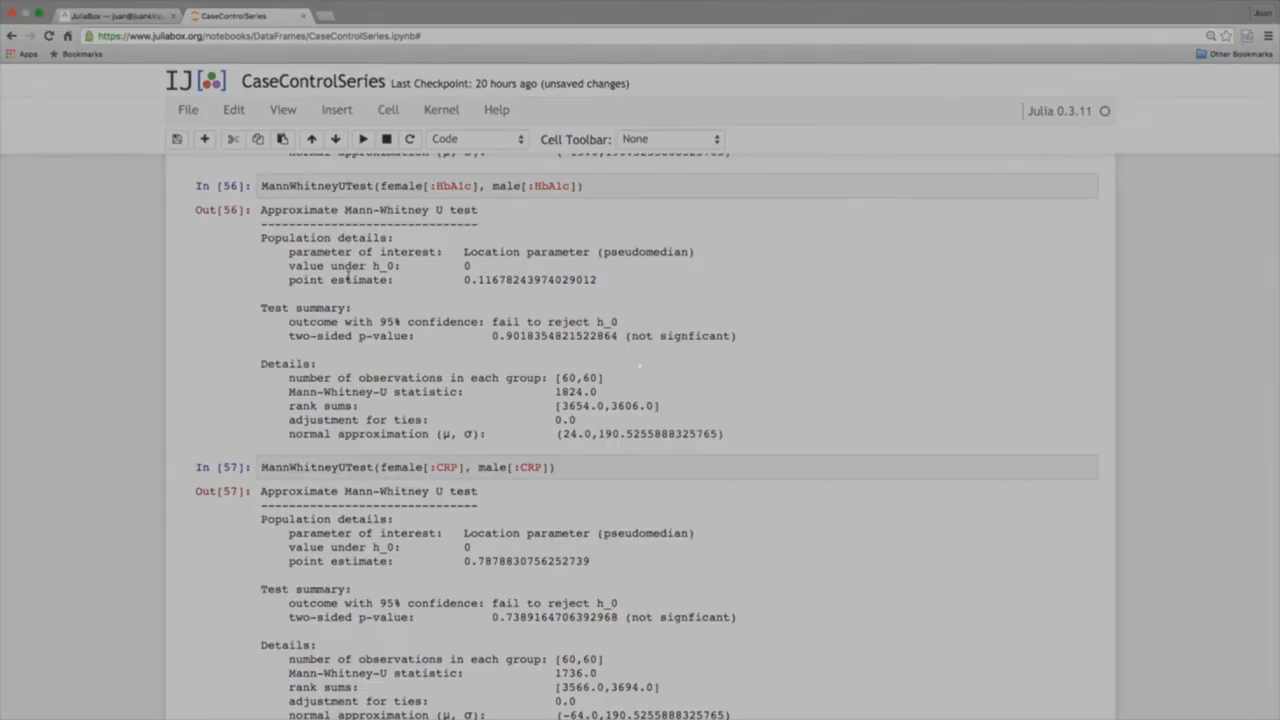 JuliaBox — juan@juanklop
CaseControlSeries
Juan
https://www.juliabox.org/notebooks/DataFrames/CaseControlSeries.ipynb#
Apps
Bookmarks
Other Bookmarks
IJ CaseControlSeries Last Checkpoint: 20 hours ago (unsaved changes)
File Edit View Insert Cell Kernel Help
Julia 0.3.11
Code
Cell Toolbar: None
In [56]: MannWhitneyUTest(female[:HbA1c], male[:HbA1c])
Out[56]: Approximate Mann-Whitney U test
-------------------------------
Population details:
parameter of interest: Location parameter (pseudomedian)
value under h_0: 0
point estimate: 0.11678243974029012
Test summary:
outcome with 95% confidence: fail to reject h_0
two-sided p-value: 0.9018354821522864 (not signficant)
Details:
number of observations in each group: [60,60]
Mann-Whitney-U statistic: 1824.0
rank sums: [3654.0,3606.0]
adjustment for ties: 0.0
normal approximation (μ, σ): (24.0,190.5255888325765)
In [57]: MannWhitneyUTest(female[:CRP], male[:CRP])
Out[57]: Approximate Mann-Whitney U test
-------------------------------
Population details:
parameter of interest: Location parameter (pseudomedian)
value under h_0: 0
point estimate: 0.7878830756252739
Test summary:
outcome with 95% confidence: fail to reject h_0
two-sided p-value: 0.7389164706392968 (not signficant)
Details:
number of observations in each group: [60,60]
Mann-Whitney-U statistic: 1736.0
rank sums: [3566.0,3694.0]
adjustment for ties: 0.0
normal approximation (μ, σ): (-64.0,190.5255888325765)